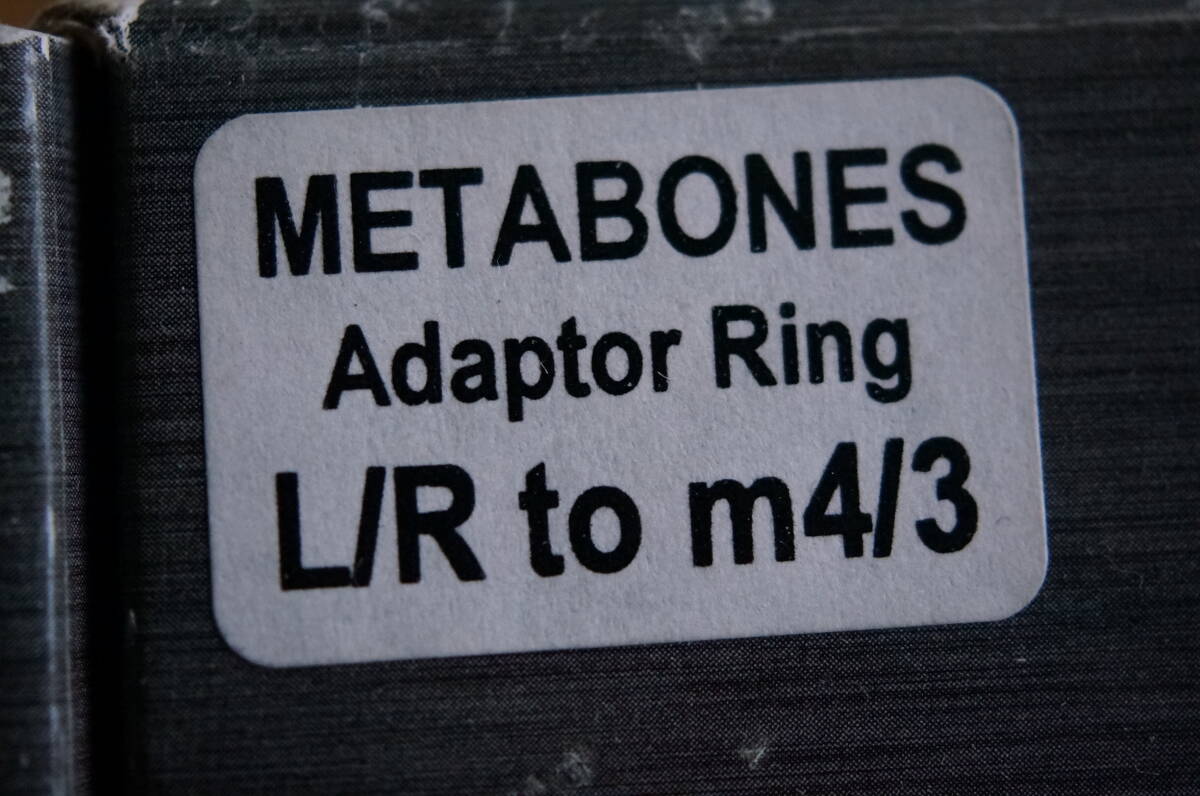 METABONES
Adaptor Ring
L/R to m4/3